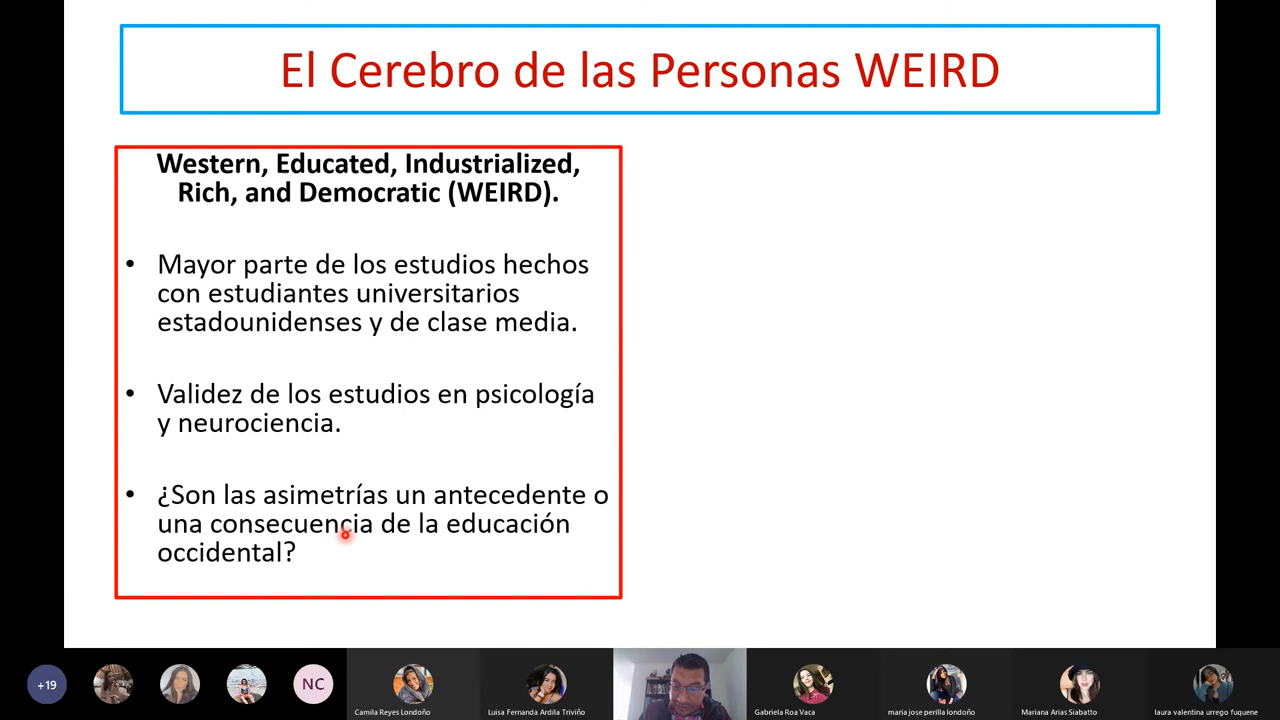 El Cerebro de las Personas WEIRD
Western, Educated, Industrialized,
Rich, and Democratic (WEIRD).
• Mayor parte de los estudios hechos
con estudiantes universitarios
estadounidenses y de clase media.
• Validez de los estudios en psicología
y neurociencia.
• ¿Son las asimetrías un antecedente o
una consecuencia de la educación
occidental?
+19
NC
Camila Reyes Londoño
Luisa Fernanda Ardila Triviño
Gabriela Roa Vaca
maria jose perilla londoño
Mariana Arias Siabatto
laura valentina urrego fuquene